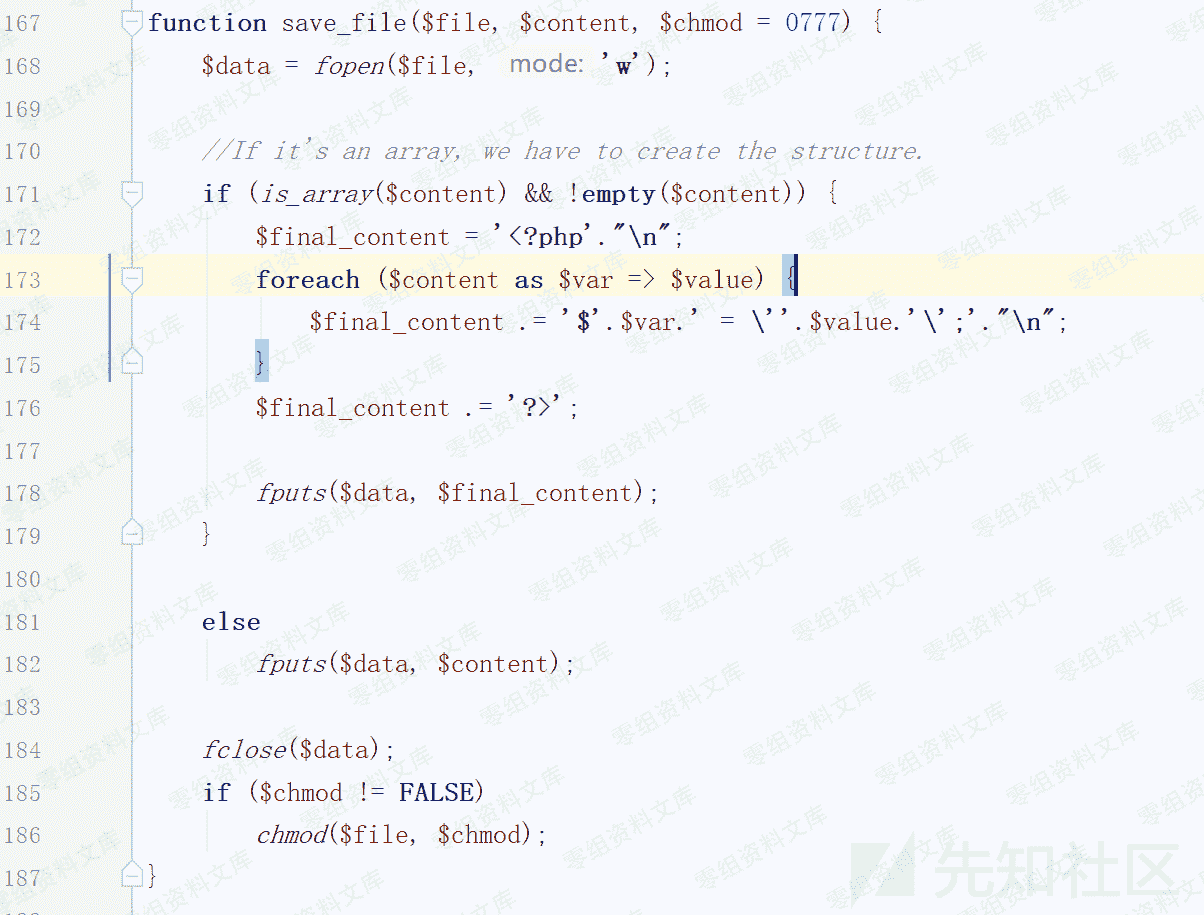 167 function save_file($file, $content, $chmod = 0777) {
168 $data = fopen($file, mode: 'w');
169
170 //If it's an array, we have to create the structure.
171 if (is_array($content) && !empty($content)) {
172 $final_content = '<?php'."\n";
173 foreach ($content as $var => $value) {
174 $final_content .= '$'.$var.' = \''.$value.'\';'."\n";
175 }
176 $final_content .= '?>';
177
178 fputs($data, $final_content);
179 }
180
181 else
182 fputs($data, $content);
183
184 fclose($data);
185 if ($chmod != FALSE)
186 chmod($file, $chmod);
187 }
零组资料文库
先知社区